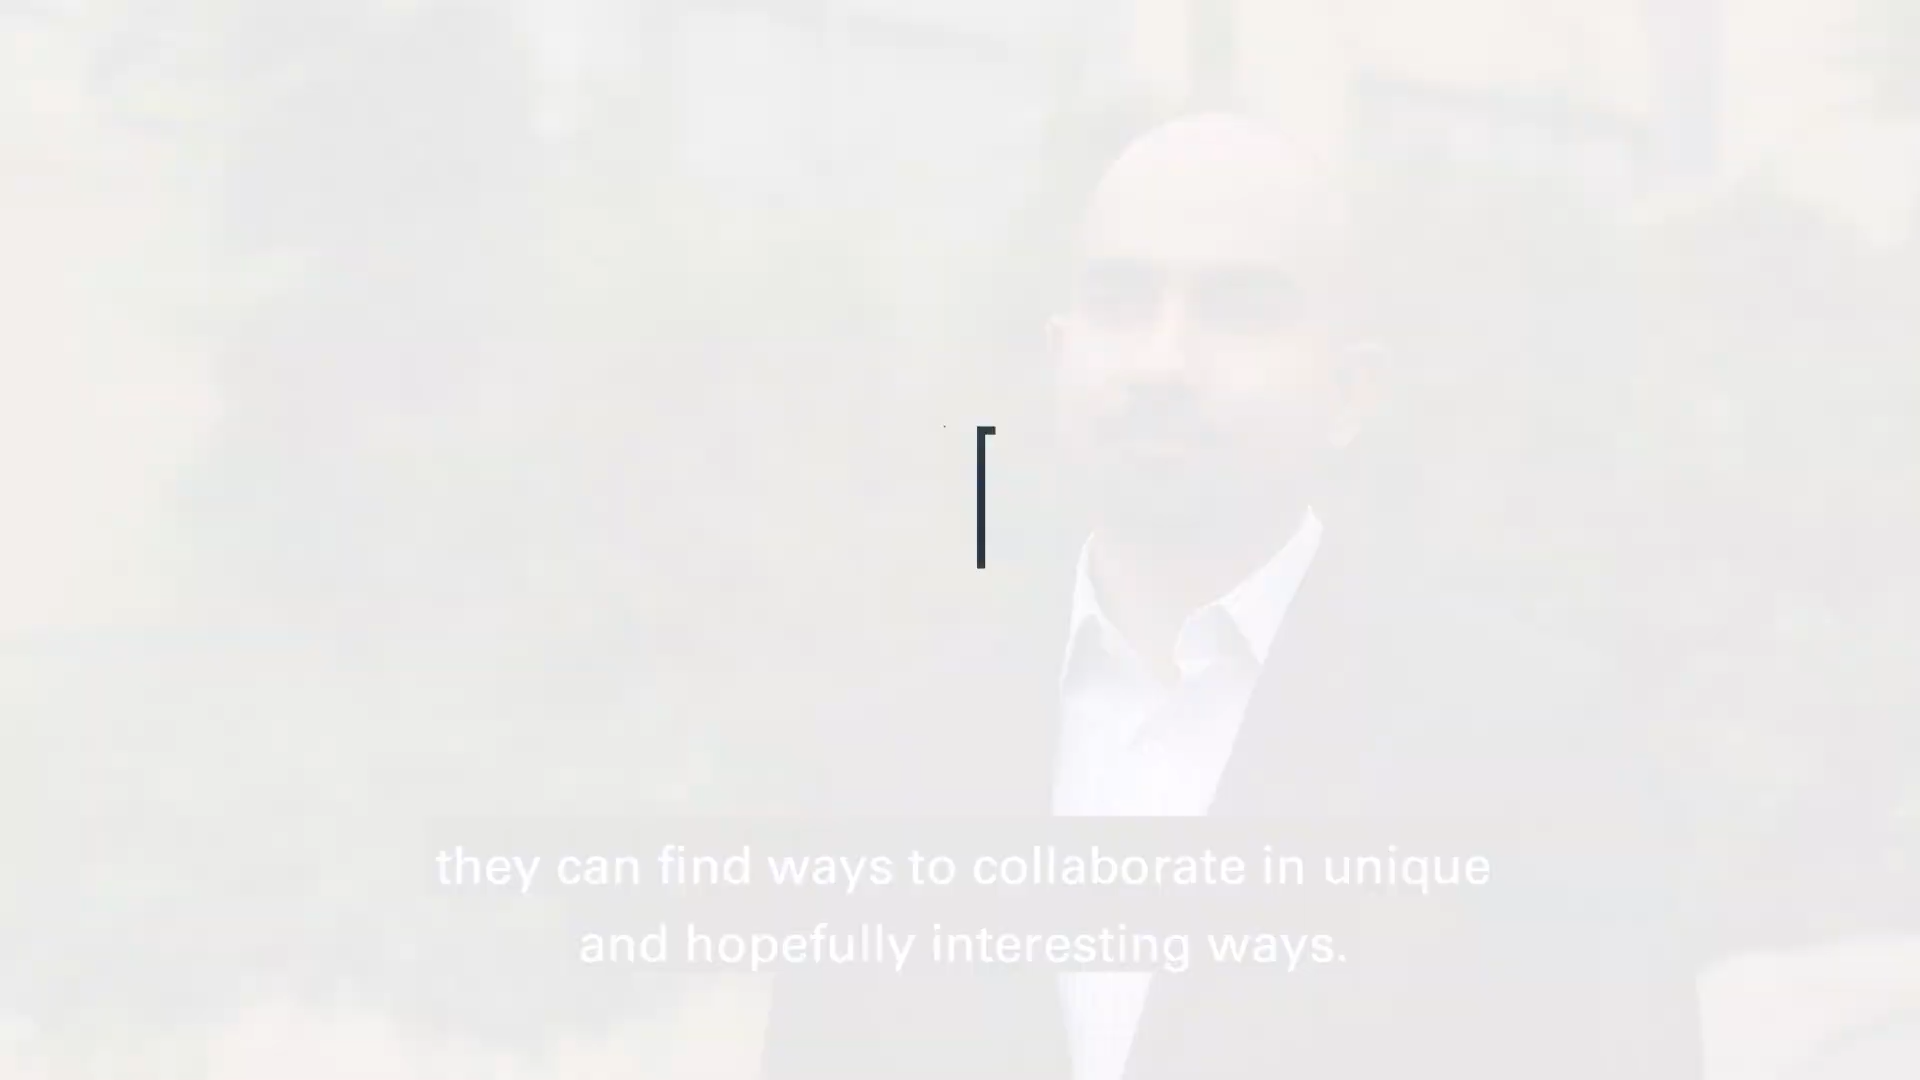 they can find ways to collaborate in unique
and hopefully interesting ways.